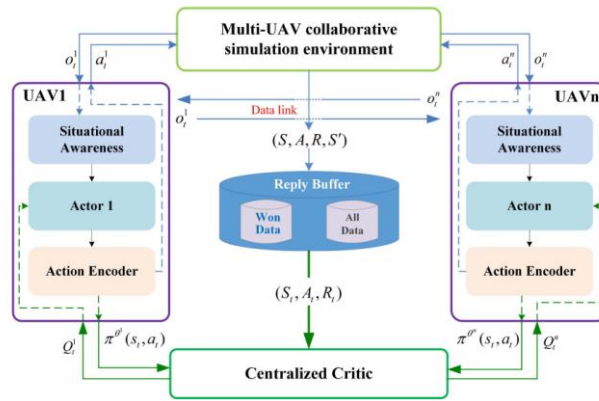 Multi-UAV collaborative
simulation environment
o_t^1
a_t^1
a_t^n
o_t^n
UAV1
UAVn
o_t^n
Data link
o_t^1
(S, A, R, S')
Situational
Awareness
Situational
Awareness
Reply Buffer
Actor 1
Won
Data
All
Data
Actor n
Action Encoder
Action Encoder
(S_t, A_t, R_t)
Q_t^1
π^{θ^1}(s_t, a_t)
π^{θ^n}(s_t, a_t)
Q_t^n
Centralized Critic